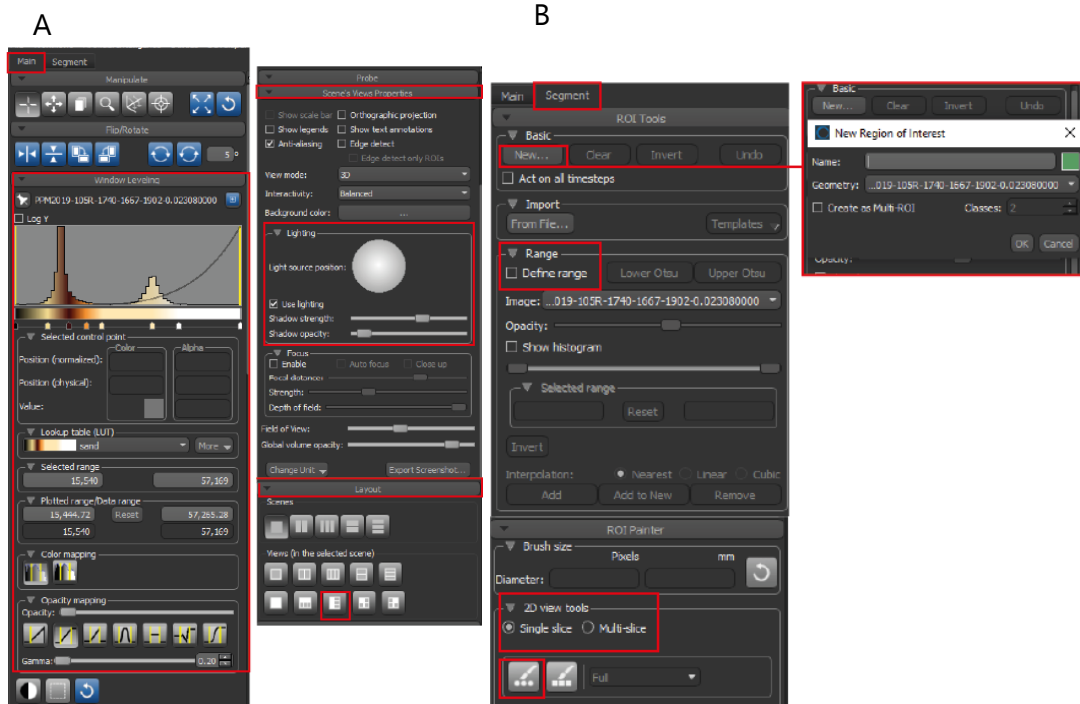 A
Main Segment
Manipulate
Flip/Rotate
5 °
Window Leveling
PPM2019-105R-1740-1667-1902-0.023080000
Log Y
Selected control point
Color Alpha
Position (normalized):
Position (physical):
Value:
Lookup table (LUT)
sand More
Selected range
15,540 57,169
Plotted range/Data range
15,444.72 Reset 57,265.28
15,540 57,169
Color mapping
Opacity mapping
Opacity:
Gamma: 0.20
Probe
Scene's Views Properties
Show scale bar Orthographic projection
Show legends Show text annotations
Anti-aliasing Edge detect
Edge detect only ROIs
View mode: 3D
Interactivity: Balanced
Background color: ...
Lighting
Light source position:
Use lighting
Shadow strength:
Shadow opacity:
Focus
Enable Auto focus Close up
Focal distance:
Strength:
Depth of field:
Field of View:
Global volume opacity:
Change Unit Export Screenshot...
Layout
Scenes
Views (in the selected scene)
B
Main Segment
ROI Tools
Basic
New... Clear Invert Undo
Act on all timesteps
Import
From File... Templates
Range
Define range Lower Otsu Upper Otsu
Image: ...019-105R-1740-1667-1902-0.023080000
Opacity:
Show histogram
Selected range
Reset
Invert
Interpolation: Nearest Linear Cubic
Add Add to New Remove
ROI Painter
Brush size
Pixels mm
Diameter:
2D view tools
Single slice Multi-slice
Full
Basic
New... Clear Invert Undo
New Region of Interest
Name:
Geometry: ...019-105R-1740-1667-1902-0.023080000
Create as Multi-ROI Classes: 2
OK Cancel
Opacity: